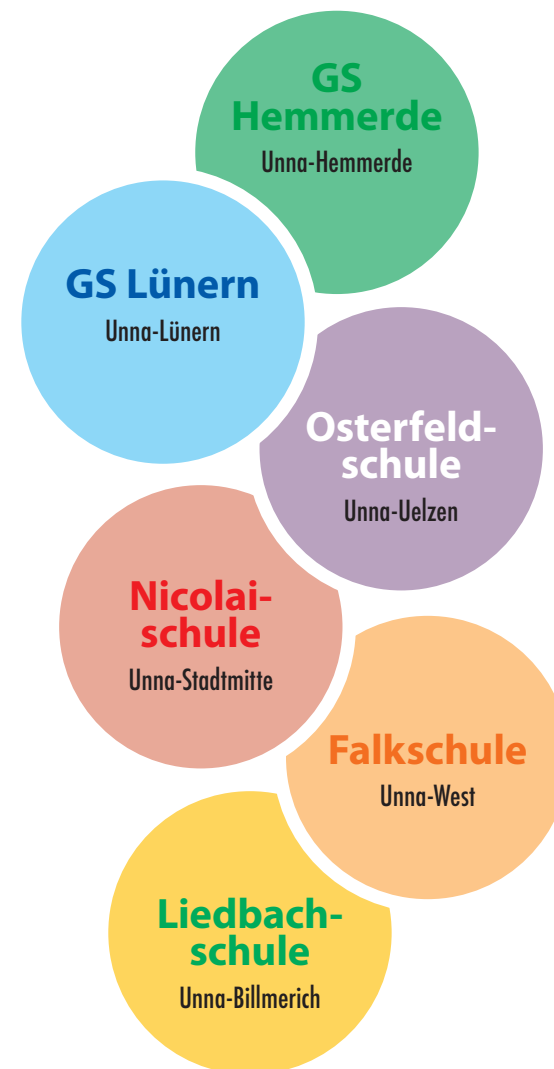 GS
Hemmerde
Unna-Hemmerde
GS Lünern
Unna-Lünern
Osterfeld-
schule
Unna-Uelzen
Nicolai-
schule
Unna-Stadtmitte
Falkschule
Unna-West
Liedbach-
schule
Unna-Billmerich